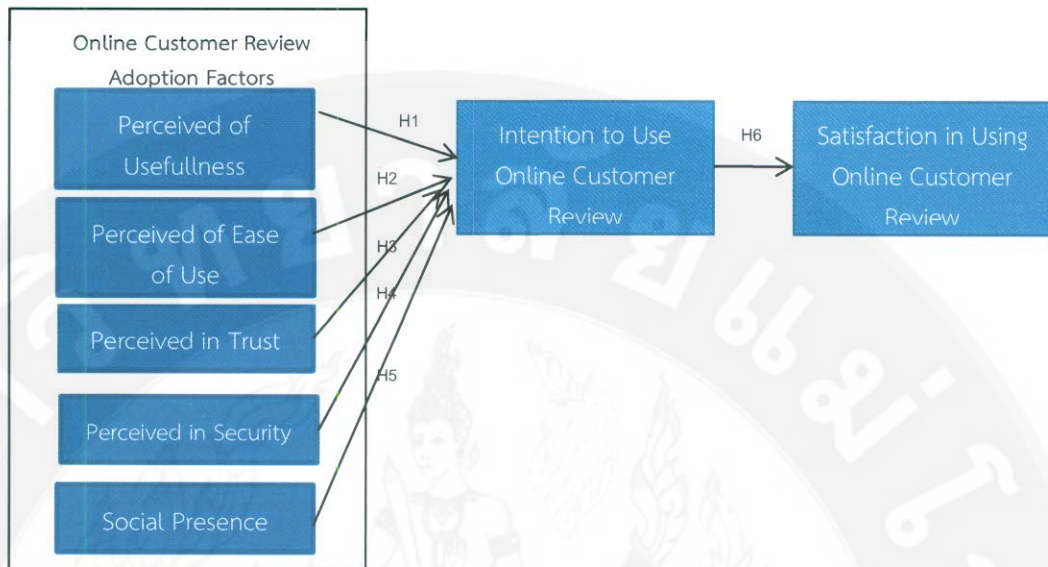 Online Customer Review
Adoption Factors
Perceived of
Usefullness
Perceived of Ease
of Use
Perceived in Trust
Perceived in Security
Social Presence
H1
H2
H3
H4
H5
Intention to Use
Online Customer
Review
H6
Satisfaction in Using
Online Customer
Review